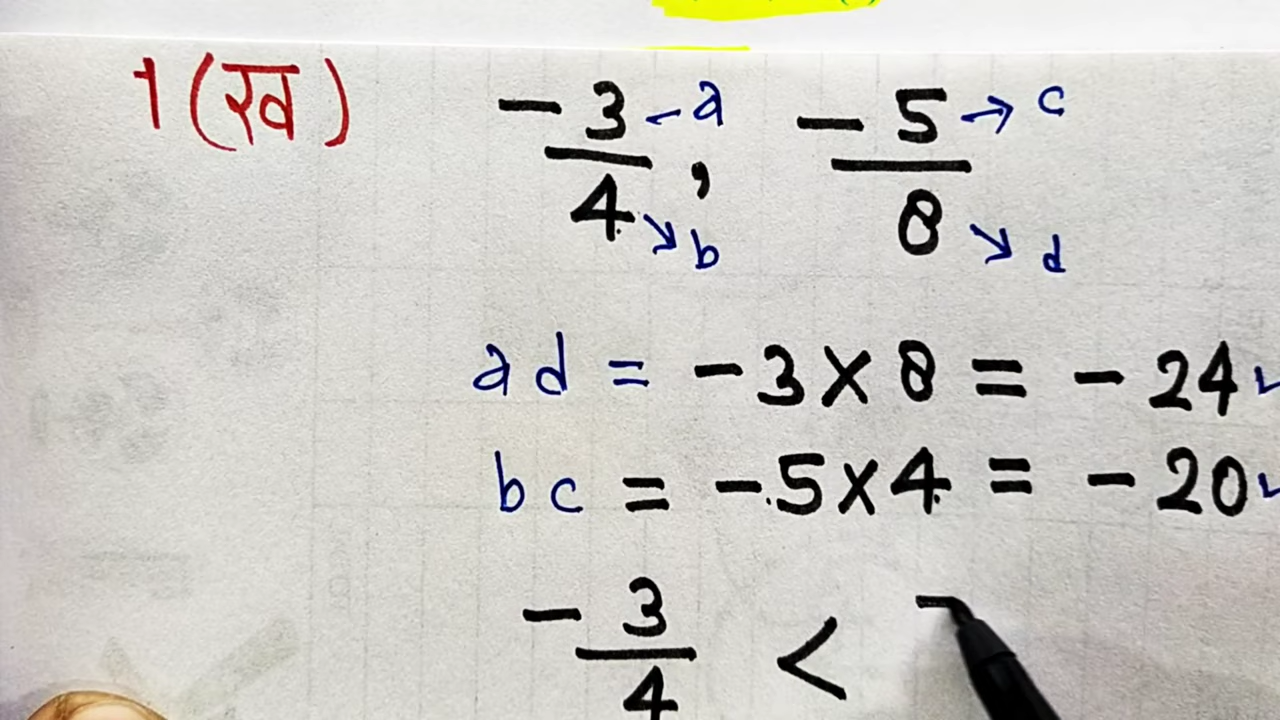 1 (ख)
-3/4 - a → b , -5/8 → c → d
ad = -3 × 8 = -24 ✓
bc = -5 × 4 = -20 ✓
-3/4 < -